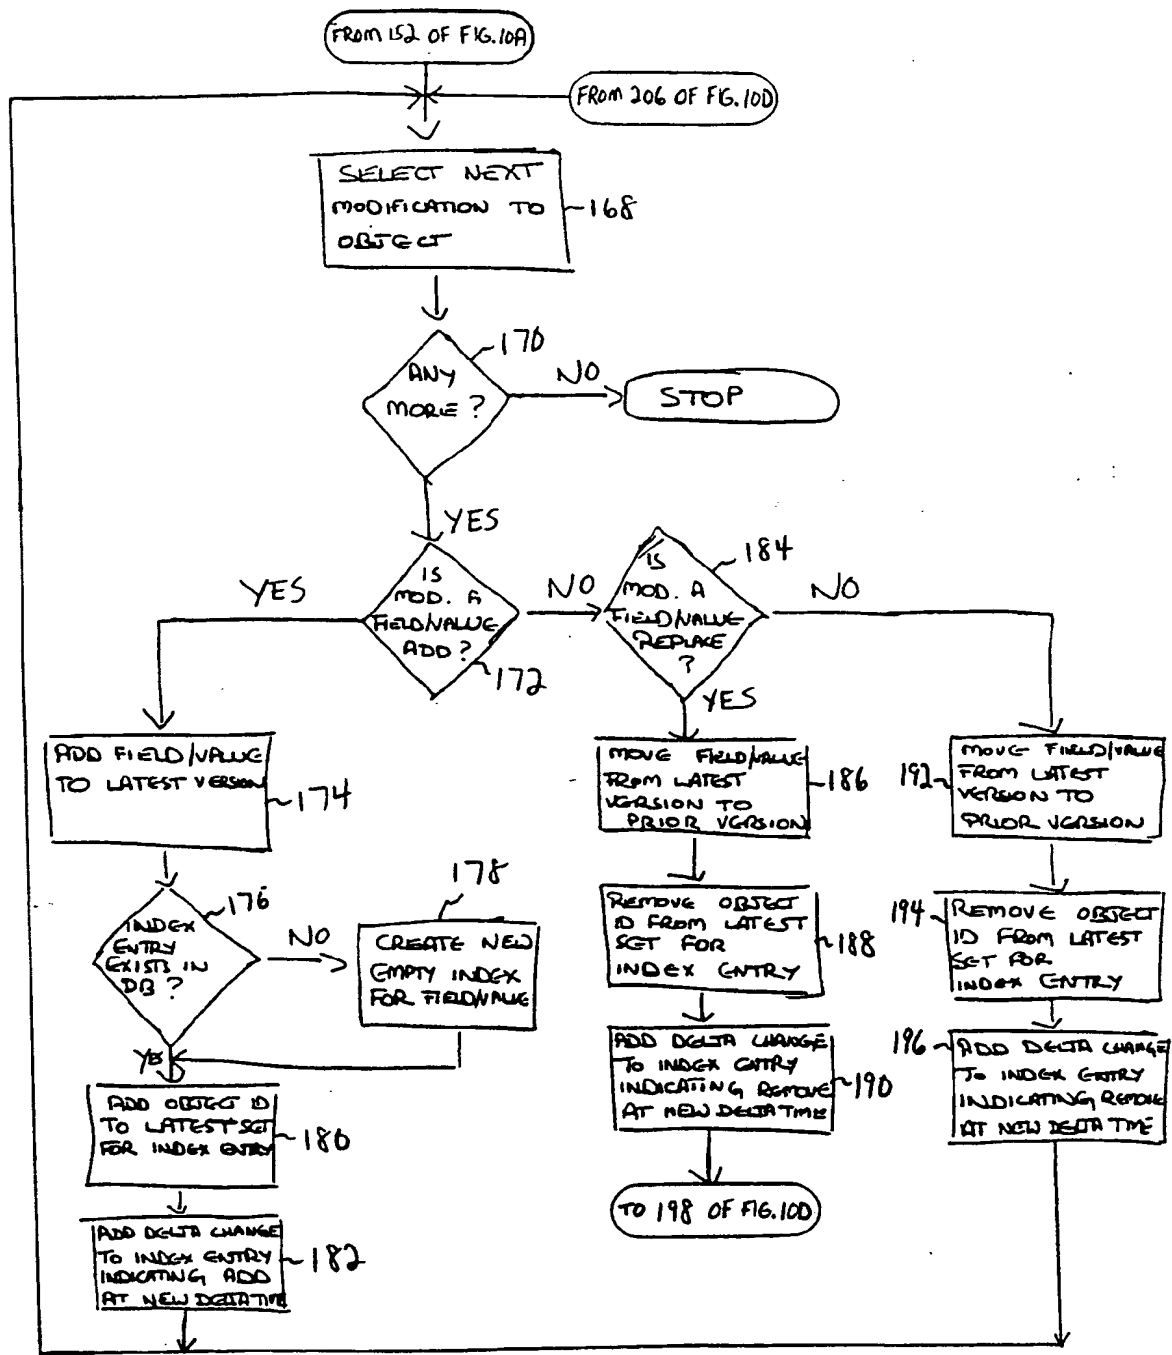 FROM 152 OF FIG. 10A
FROM 206 OF FIG. 10D
SELECT NEXT
MODIFICATION TO
OBJECT
168
170
ANY
MORE?
NO
STOP
YES
IS
MOD. A
FIELD/VALUE
ADD?
172
YES
NO
184
IS
MOD. A
FIELD/VALUE
REPLACE
?
NO
YES
ADD FIELD/VALUE
TO LATEST VERSION
174
MOVE FIELD/VALUE
FROM LATEST
VERSION TO
PRIOR VERSION
186
192
MOVE FIELD/VALUE
FROM LATEST
VERSION TO
PRIOR VERSION
176
INDEX
ENTRY
EXISTS IN
DB?
NO
178
CREATE NEW
EMPTY INDEX
FOR FIELD/VALUE
REMOVE OBJECT
ID FROM LATEST
SET FOR
INDEX ENTRY
188
194
REMOVE OBJECT
ID FROM LATEST
SET FOR
INDEX ENTRY
YES
ADD OBJECT ID
TO LATEST SET
FOR INDEX ENTRY
180
ADD DELTA CHANGE
TO INDEX ENTRY
INDICATING REMOVE
AT NEW DELTA TIME
190
196
ADD DELTA CHANGE
TO INDEX ENTRY
INDICATING REMOVE
AT NEW DELTA TIME
ADD DELTA CHANGE
TO INDEX ENTRY
INDICATING ADD
AT NEW DELTA TIME
182
TO 198 OF FIG. 10D